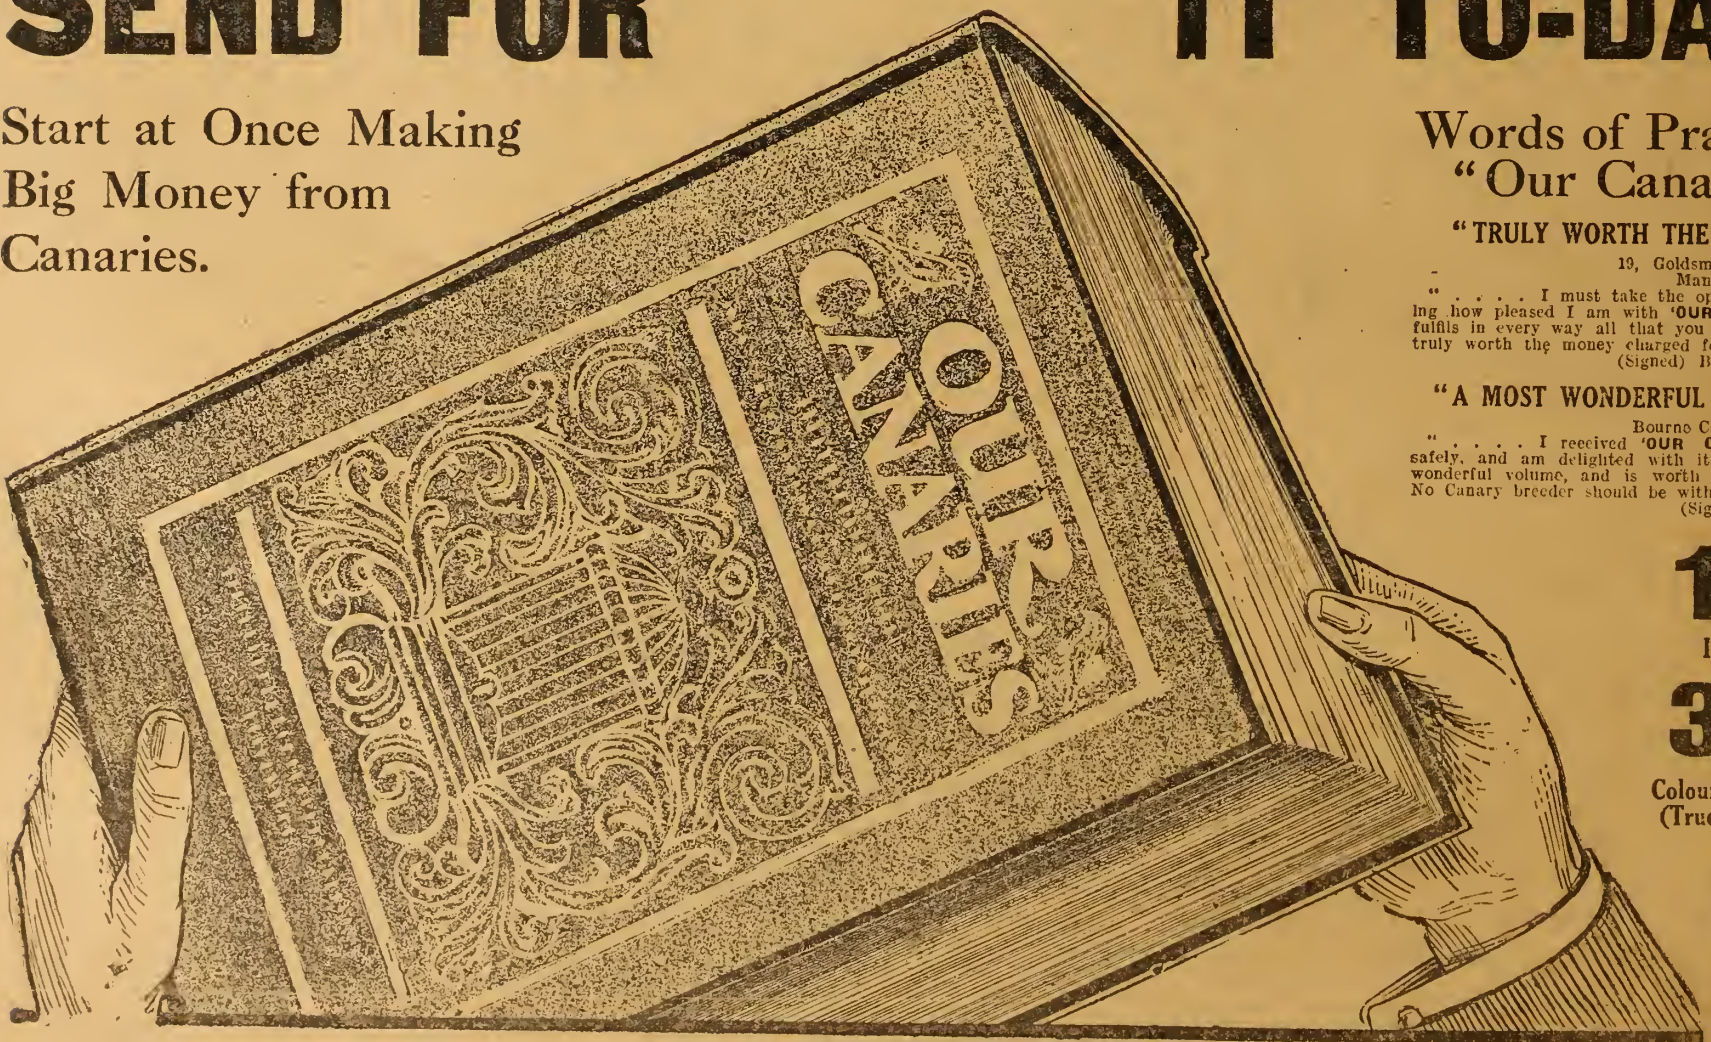 SEND FOR IT TO-DA
Start at Once Making
Big Money from
Canaries.
OUR
CANARIES
Words of Pra
"Our Cana
"TRULY WORTH THE
19, Goldsm
Man
" . . . . I must take the op
ing how pleased I am with 'OUR
fulfils in every way all that you
truly worth the money charged f
(Signed) B
"A MOST WONDERFUL
Bourne C
" . . . . I received 'OUR C
safely, and am delighted with it
wonderful volume, and is worth
No Canary breeder should be with
(Sig
1
3
Colou
(True